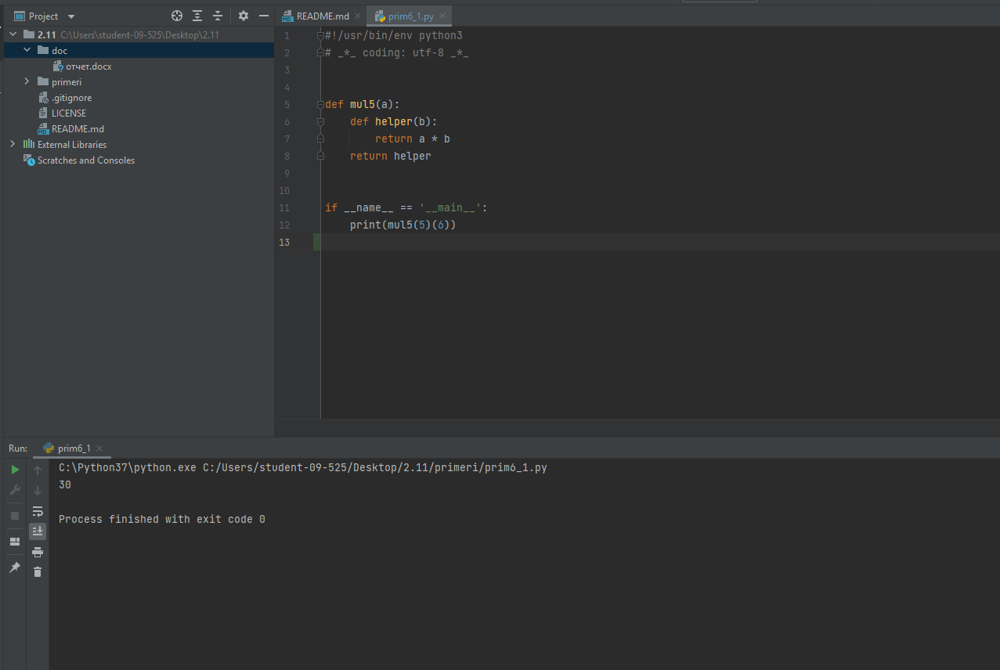 Project
README.md
prim6_1.py
2.11 C:\Users\student-09-525\Desktop\2.11
doc
отчет.docx
primeri
.gitignore
LICENSE
README.md
External Libraries
Scratches and Consoles
1 #!/usr/bin/env python3
2 # _*_ coding: utf-8 _*_
3
4
5 def mul5(a):
6     def helper(b):
7         return a * b
8     return helper
9
10
11 if __name__ == '__main__':
12     print(mul5(5)(6))
13
Run: prim6_1
C:\Python37\python.exe C:/Users/student-09-525/Desktop/2.11/primeri/prim6_1.py
30
Process finished with exit code 0